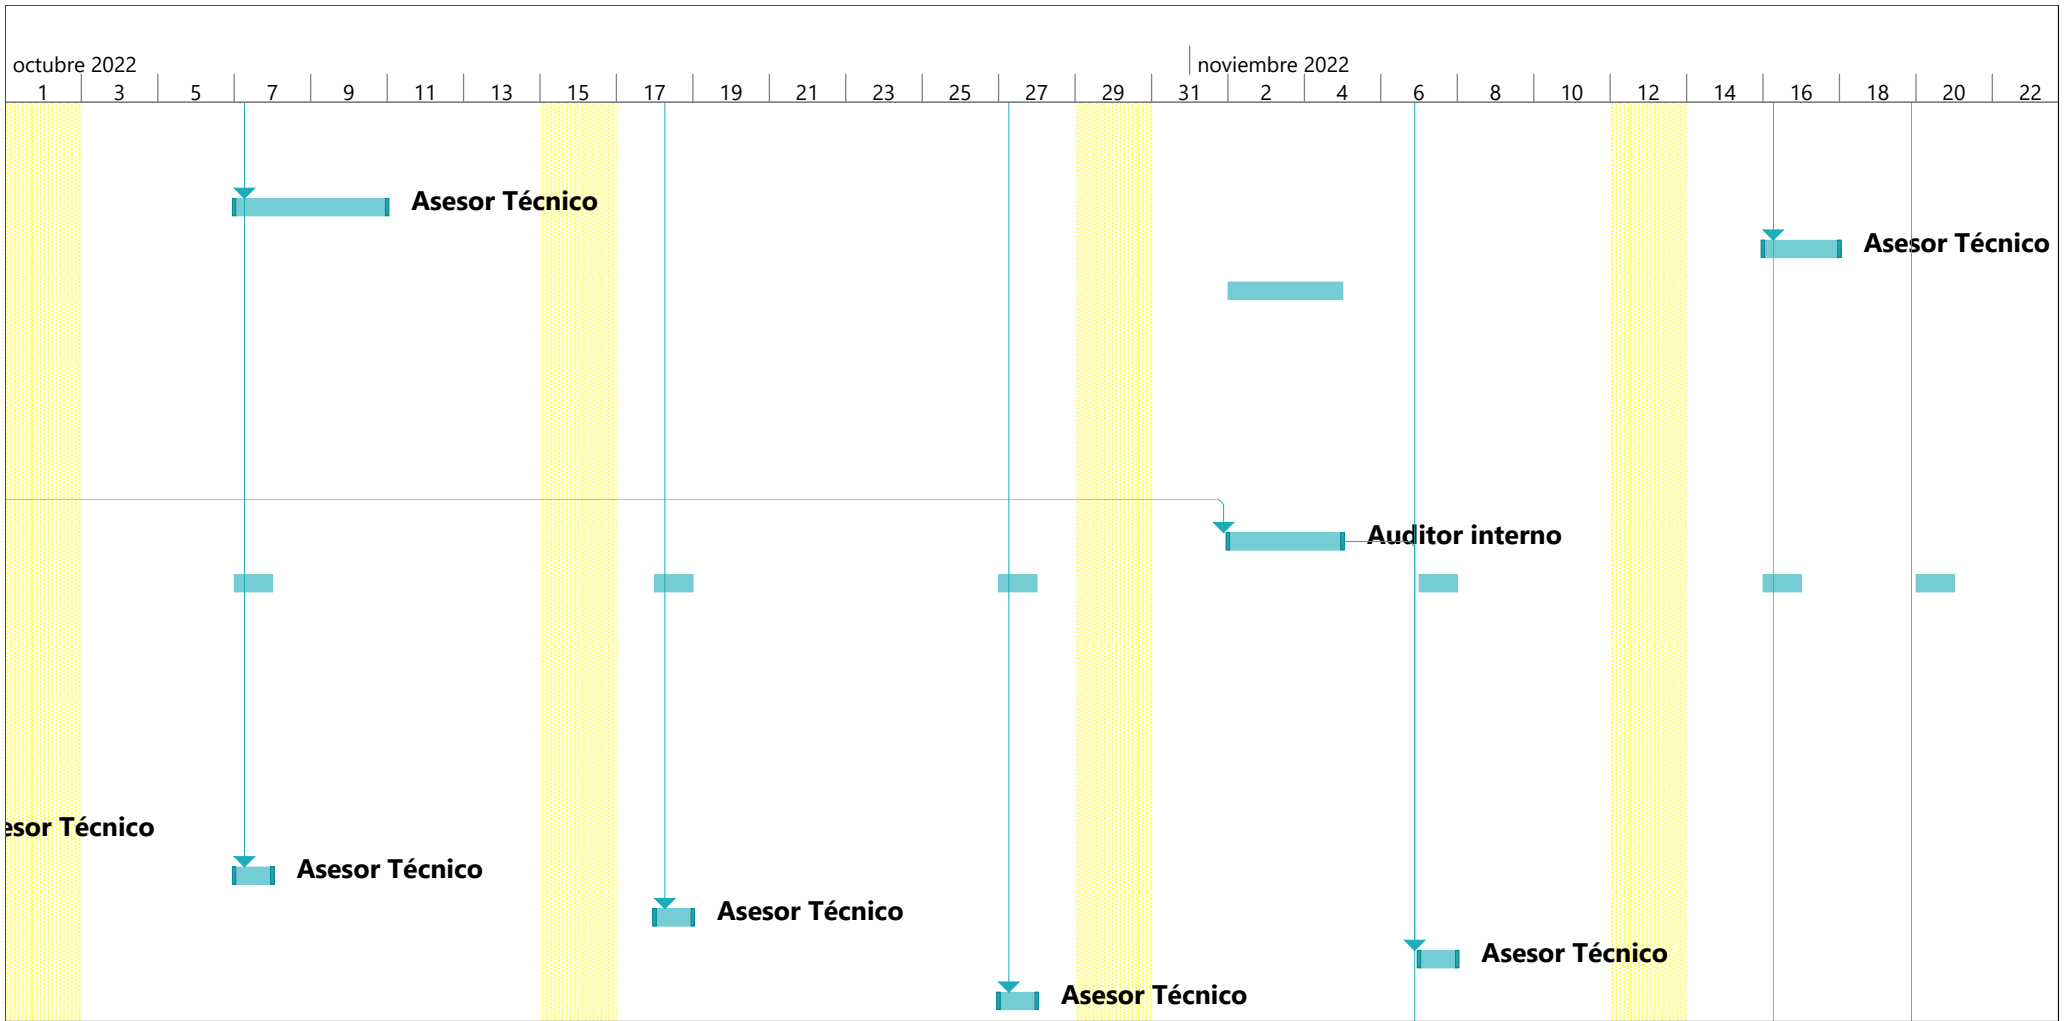 octubre 2022
noviembre 2022
1 3 5 7 9 11 13 15 17 19 21 23 25 27 29 31 2 4 6 8 10 12 14 16 18 20 22
Asesor Técnico
Asesor Técnico
Auditor interno
esor Técnico
Asesor Técnico
Asesor Técnico
Asesor Técnico
Asesor Técnico